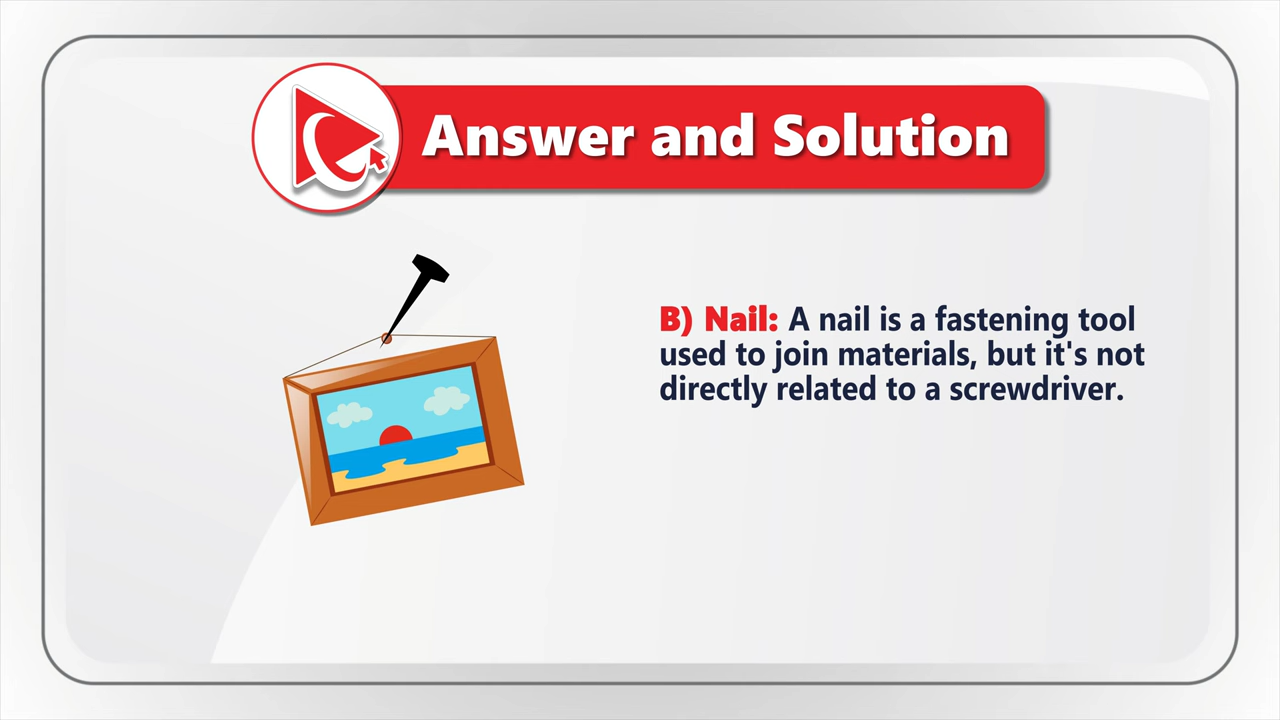 Answer and Solution
B) Nail: A nail is a fastening tool
used to join materials, but it's not
directly related to a screwdriver.